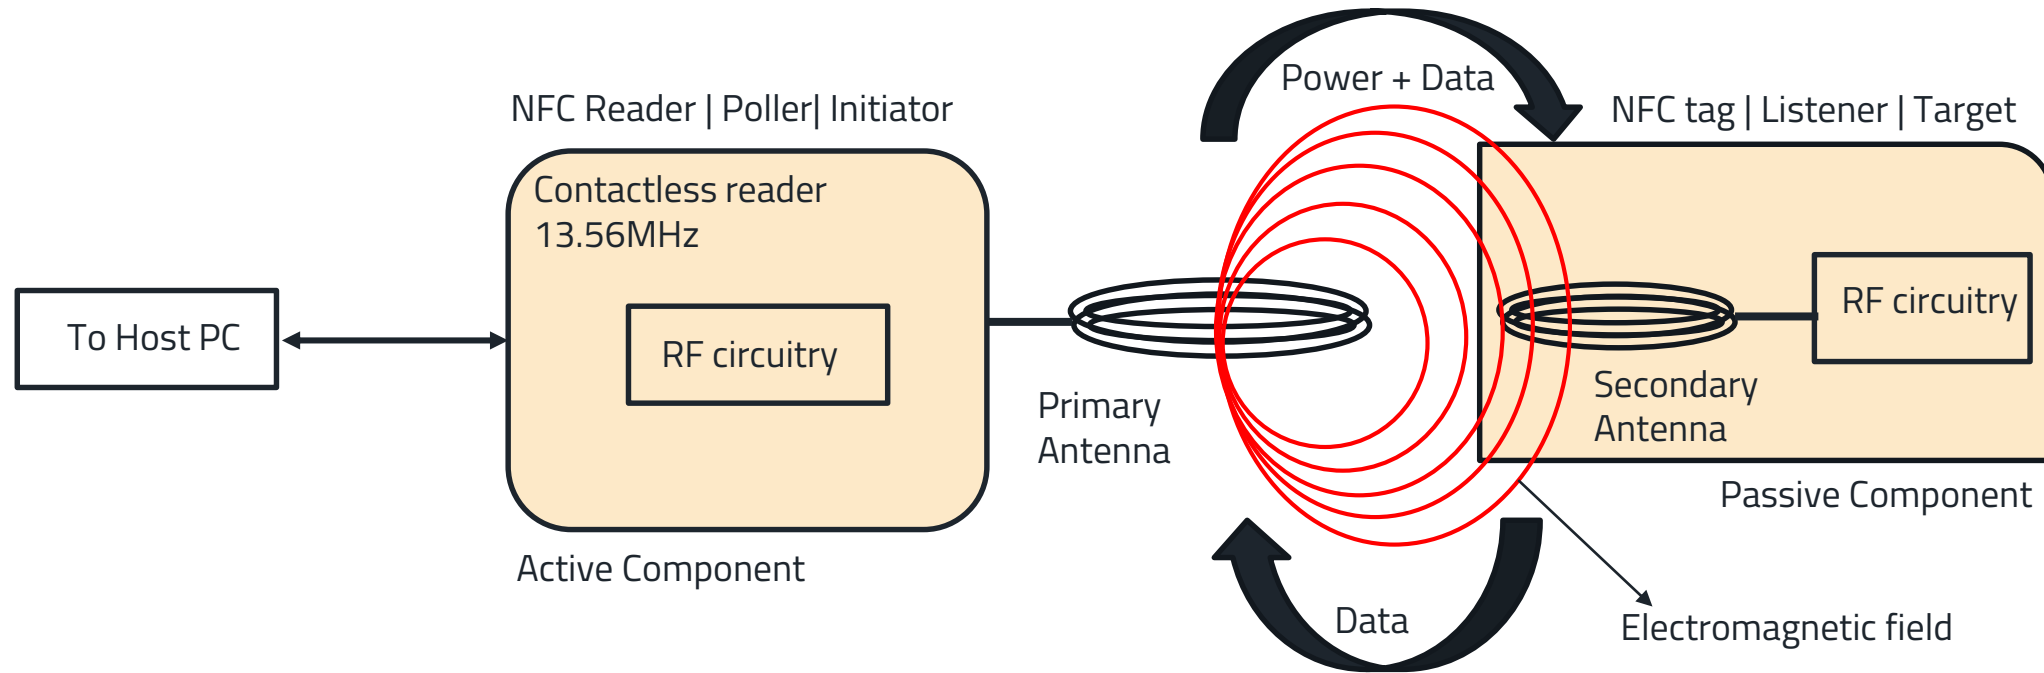 Power + Data
NFC Reader | Poller| Initiator
NFC tag | Listener | Target
Contactless reader
13.56MHz
To Host PC
RF circuitry
RF circuitry
Primary
Antenna
Secondary
Antenna
Passive Component
Active Component
Data
Electromagnetic field